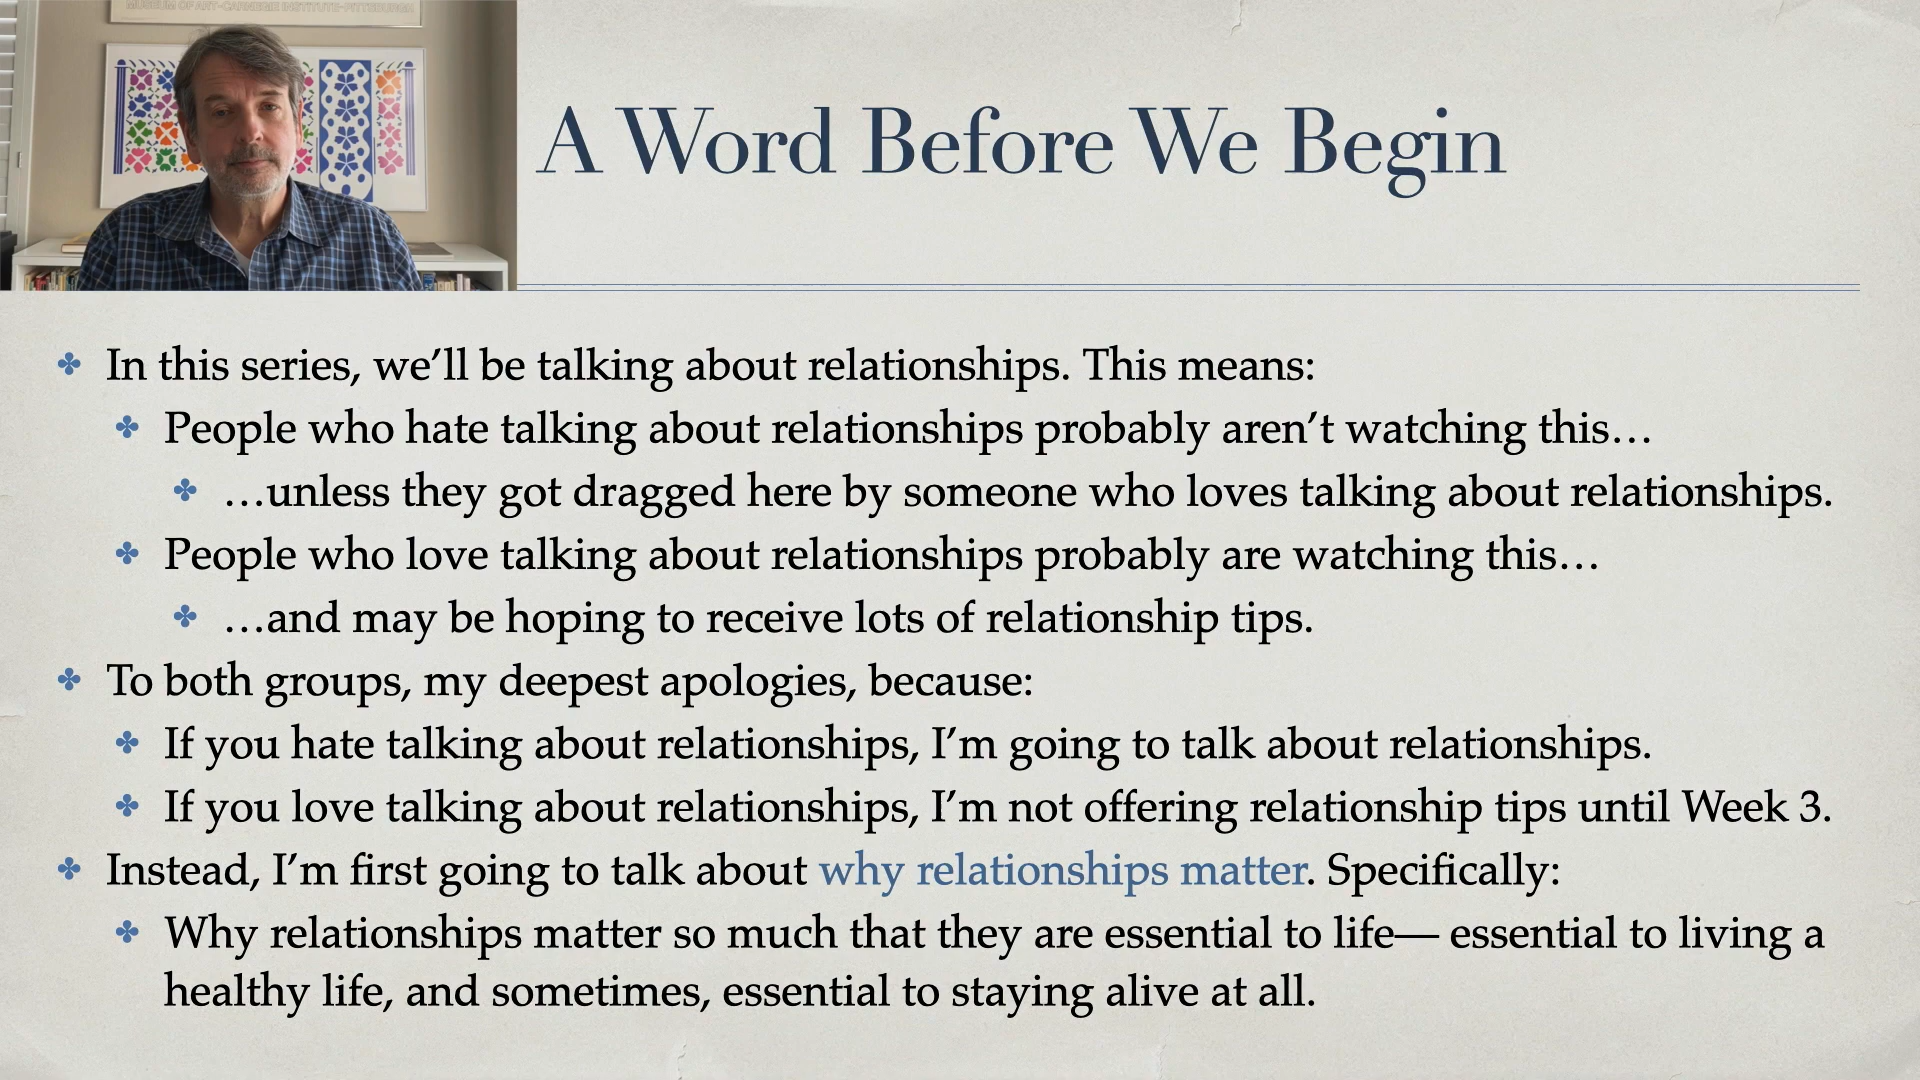 MUSEUM OF ART-CARNEGIE INSTITUTE-PITTSBURGH
A Word Before We Begin
In this series, we’ll be talking about relationships. This means:
People who hate talking about relationships probably aren’t watching this…
…unless they got dragged here by someone who loves talking about relationships.
People who love talking about relationships probably are watching this…
…and may be hoping to receive lots of relationship tips.
To both groups, my deepest apologies, because:
If you hate talking about relationships, I’m going to talk about relationships.
If you love talking about relationships, I’m not offering relationship tips until Week 3.
Instead, I’m first going to talk about why relationships matter. Specifically:
Why relationships matter so much that they are essential to life— essential to living a
healthy life, and sometimes, essential to staying alive at all.